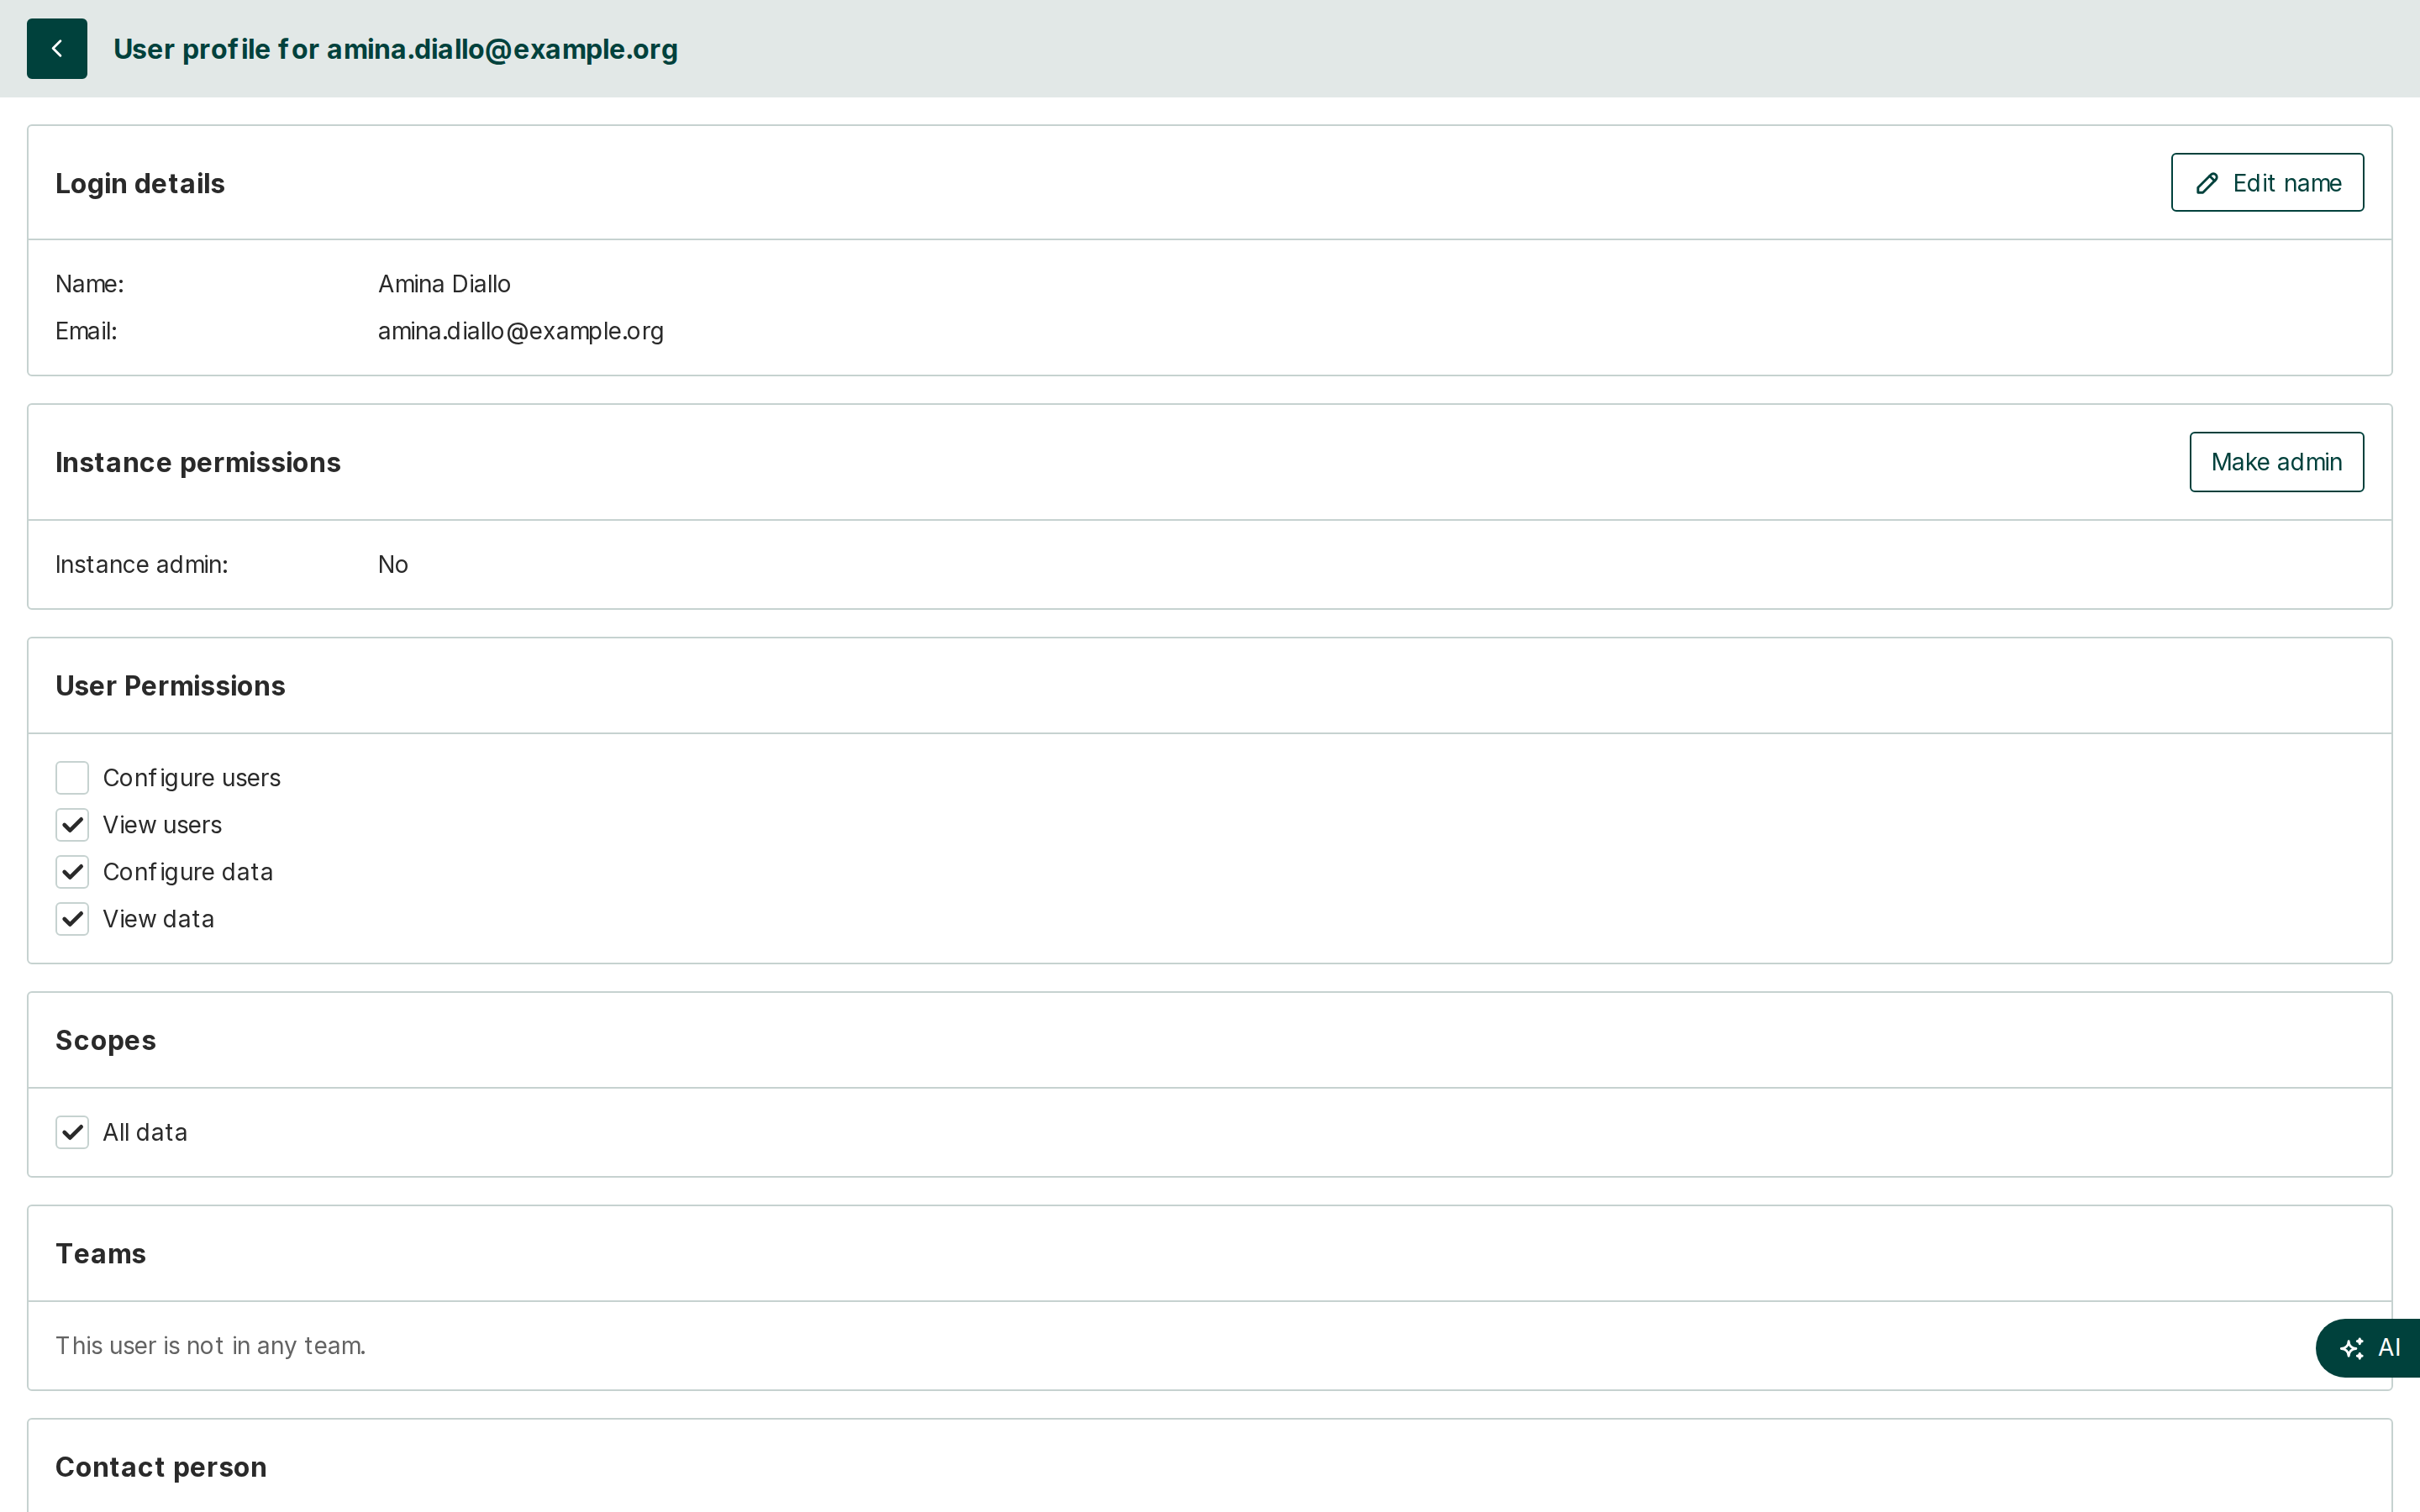 User profile for amina.diallo@example.org
Login details
Edit name
Name: Amina Diallo
Email: amina.diallo@example.org
Instance permissions
Make admin
Instance admin: No
User Permissions
Configure users
View users
Configure data
View data
Scopes
All data
Teams
This user is not in any team.
AI
Contact person